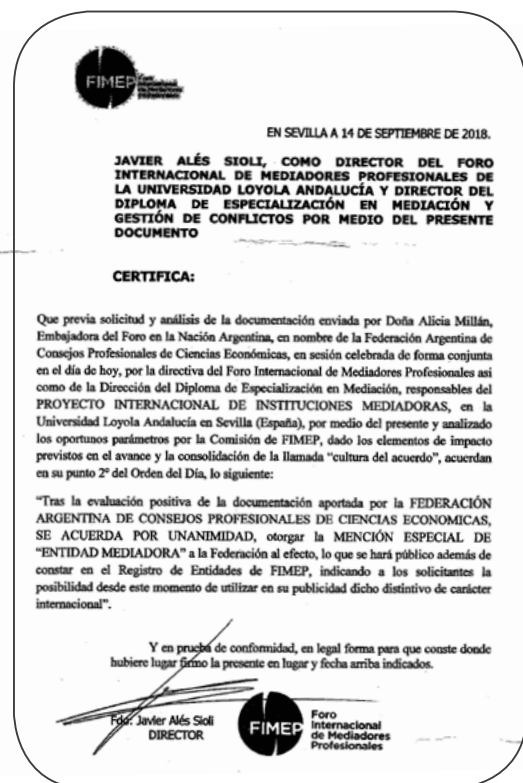 FIMEP
Foro
Internacional
de Mediadores
Profesionales
EN SEVILLA A 14 DE SEPTIEMBRE DE 2018.
JAVIER ALÉS SIOLI, COMO DIRECTOR DEL FORO
INTERNACIONAL DE MEDIADORES PROFESIONALES DE
LA UNIVERSIDAD LOYOLA ANDALUCÍA Y DIRECTOR DEL
DIPLOMA DE ESPECIALIZACIÓN EN MEDIACIÓN Y
GESTIÓN DE CONFLICTOS POR MEDIO DEL PRESENTE
DOCUMENTO
CERTIFICA:
Que previa solicitud y análisis de la documentación enviada por Doña Alicia Millán,
Embajadora del Foro en la Nación Argentina, en nombre de la Federación Argentina de
Consejos Profesionales de Ciencias Económicas, en sesión celebrada de forma conjunta
en el día de hoy, por la directiva del Foro Internacional de Mediadores Profesionales asi
como de la Dirección del Diploma de Especialización en Mediación, responsables del
PROYECTO INTERNACIONAL DE INSTITUCIONES MEDIADORAS, en la
Universidad Loyola Andalucía en Sevilla (España), por medio del presente y analizado
los oportunos parámetros por la Comisión de FIMEP, dado los elementos de impacto
previstos en el avance y la consolidación de la llamada “cultura del acuerdo”, acuerdan
en su punto 2º del Orden del Día, lo siguiente:
“Tras la evaluación positiva de la documentación aportada por la FEDERACIÓN
ARGENTINA DE CONSEJOS PROFESIONALES DE CIENCIAS ECONOMICAS,
SE ACUERDA POR UNANIMIDAD, otorgar la MENCIÓN ESPECIAL DE
“ENTIDAD MEDIADORA” a la Federación al efecto, lo que se hará público además de
constar en el Registro de Entidades de FIMEP, indicando a los solicitantes la
posibilidad desde este momento de utilizar en su publicidad dicho distintivo de carácter
internacional”.
Y en prueba de conformidad, en legal forma para que conste donde
hubiere lugar firmo la presente en lugar y fecha arriba indicados.
Fdo: Javier Alés Sioli
DIRECTOR
FIMEP
Foro
Internacional
de Mediadores
Profesionales